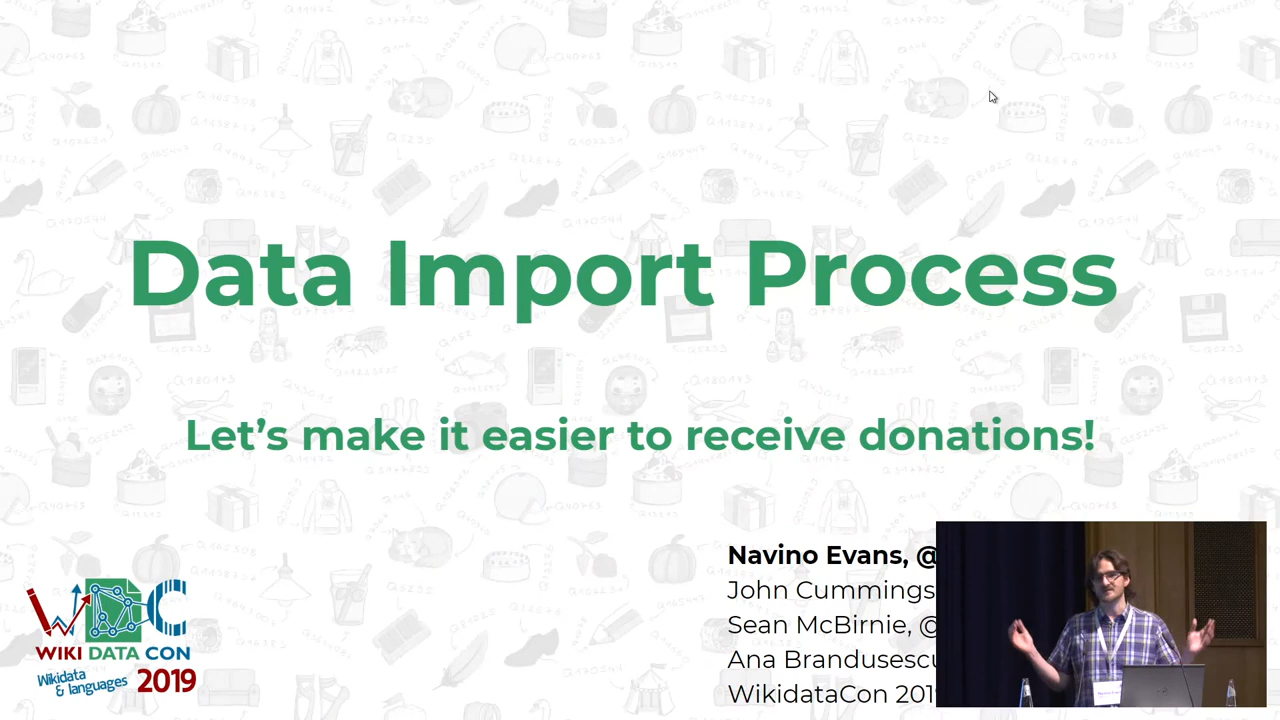 Data Import Process
Let's make it easier to receive donations!
Navino Evans, @
John Cummings
Sean McBirnie, @
Ana Brandusescu
WikidataCon 201
WIKI DATA CON
Wikidata
& languages 2019